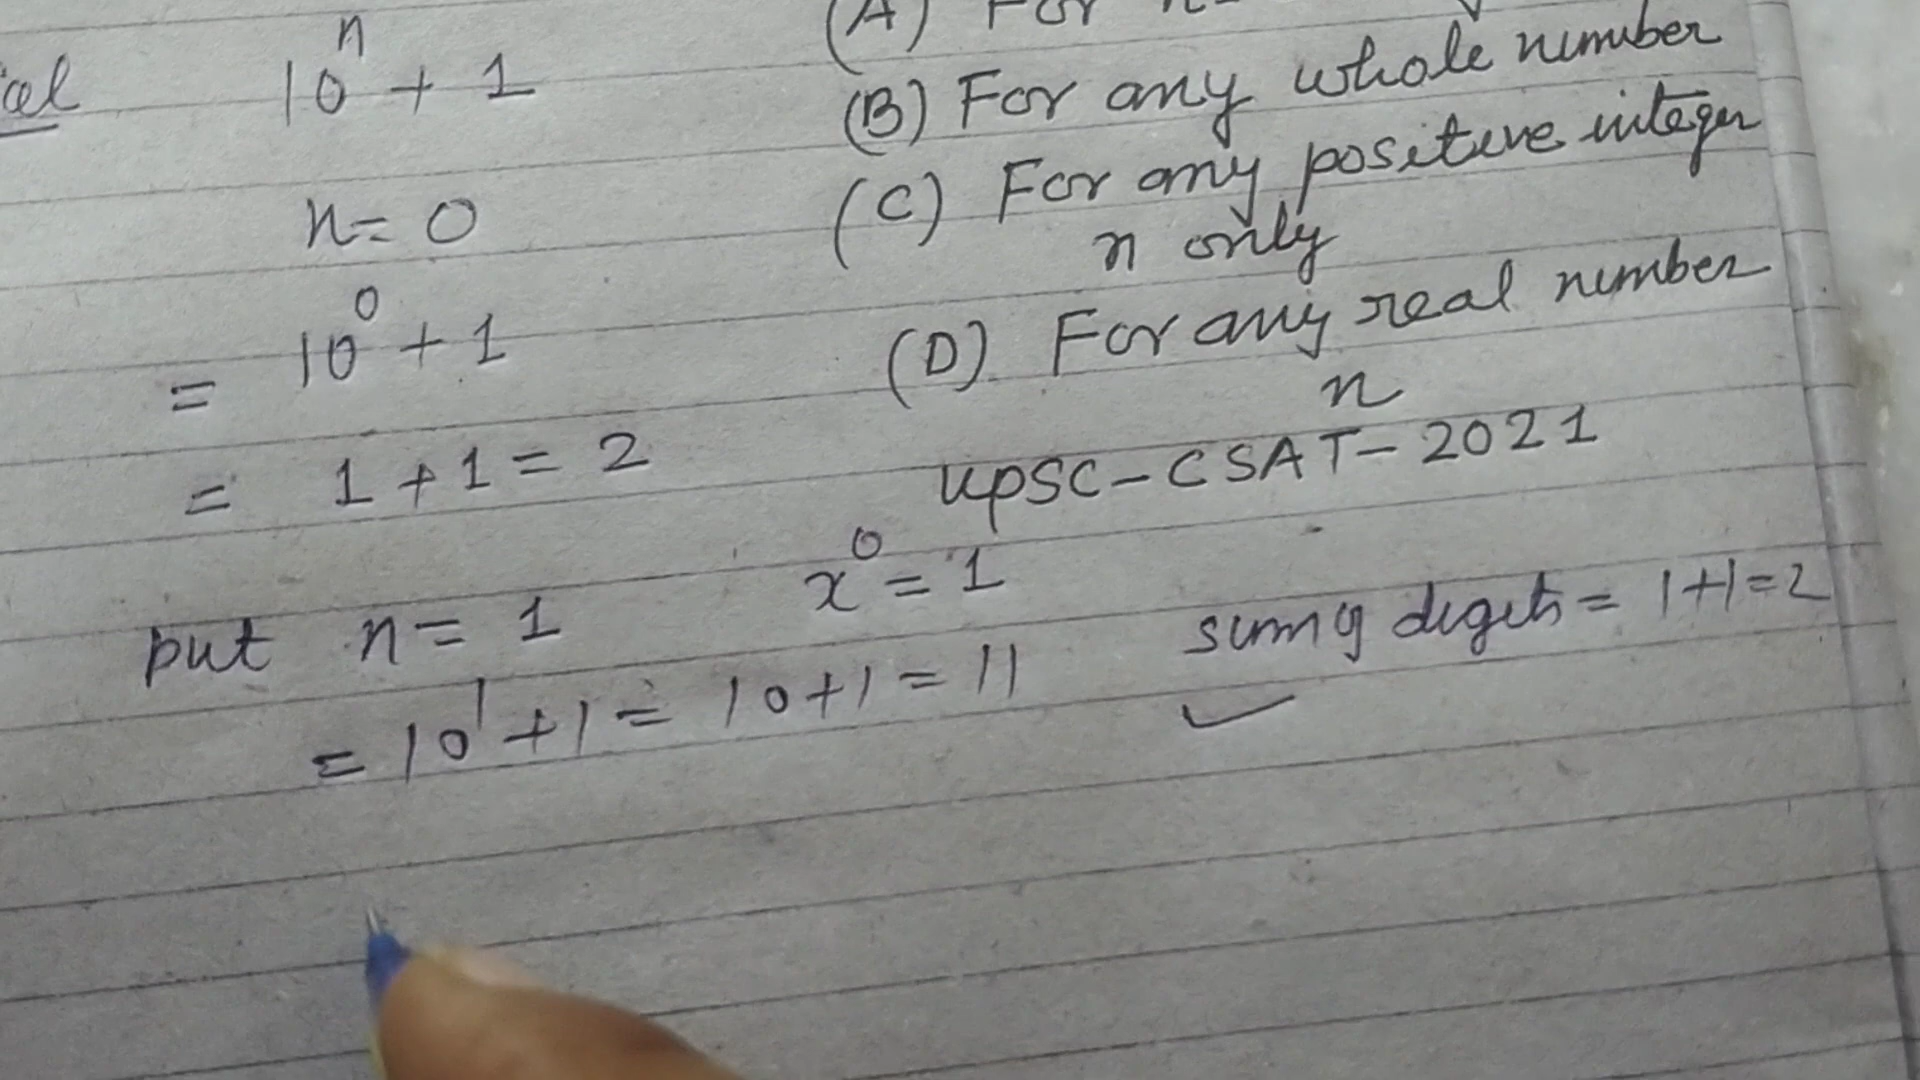 10^n + 1
n = 0
= 10^0 + 1
= 1 + 1 = 2
put n = 1
= 10^1 + 1 = 10 + 1 = 11
(A) For
(B) For any whole number
(C) For any positive integer
n only
(D) For any real number
n
UPSC - CSAT - 2021
x^0 = 1
sum of digits = 1+1=2